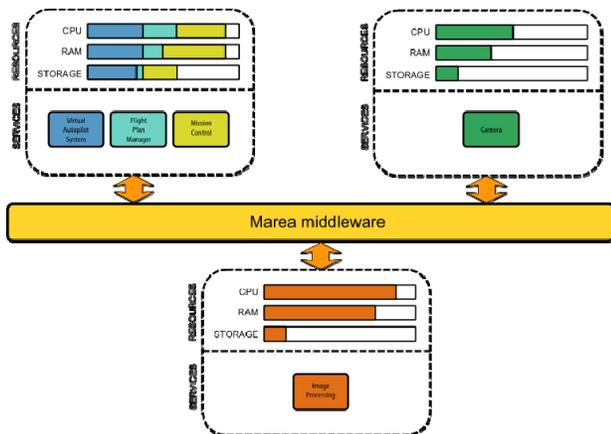 RESOURCES
CPU
RAM
STORAGE
SERVICES
Virtual
Autopilot
System
Flight
Plan
Manager
Mission
Control
RESOURCES
CPU
RAM
STORAGE
SERVICES
Camera
Marea middleware
RESOURCES
CPU
RAM
STORAGE
SERVICES
Image
Processing